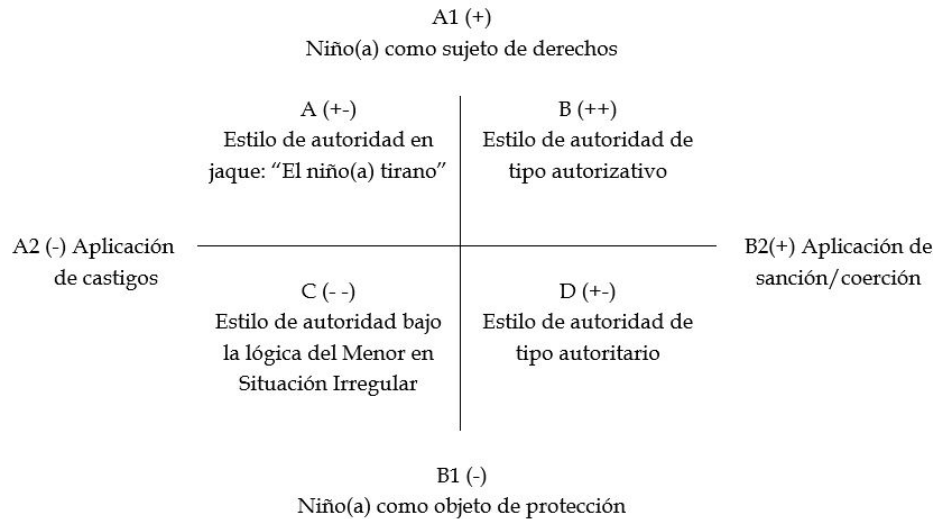 A1 (+)
Niño(a) como sujeto de derechos
A (+-)
Estilo de autoridad en
jaque: “El niño(a) tirano”
B (++)
Estilo de autoridad de
tipo autorizativo
A2 (-) Aplicación
de castigos
B2(+) Aplicación de
sanción/coerción
C (- -)
Estilo de autoridad bajo
la lógica del Menor en
Situación Irregular
D (+-)
Estilo de autoridad de
tipo autoritario
B1 (-)
Niño(a) como objeto de protección